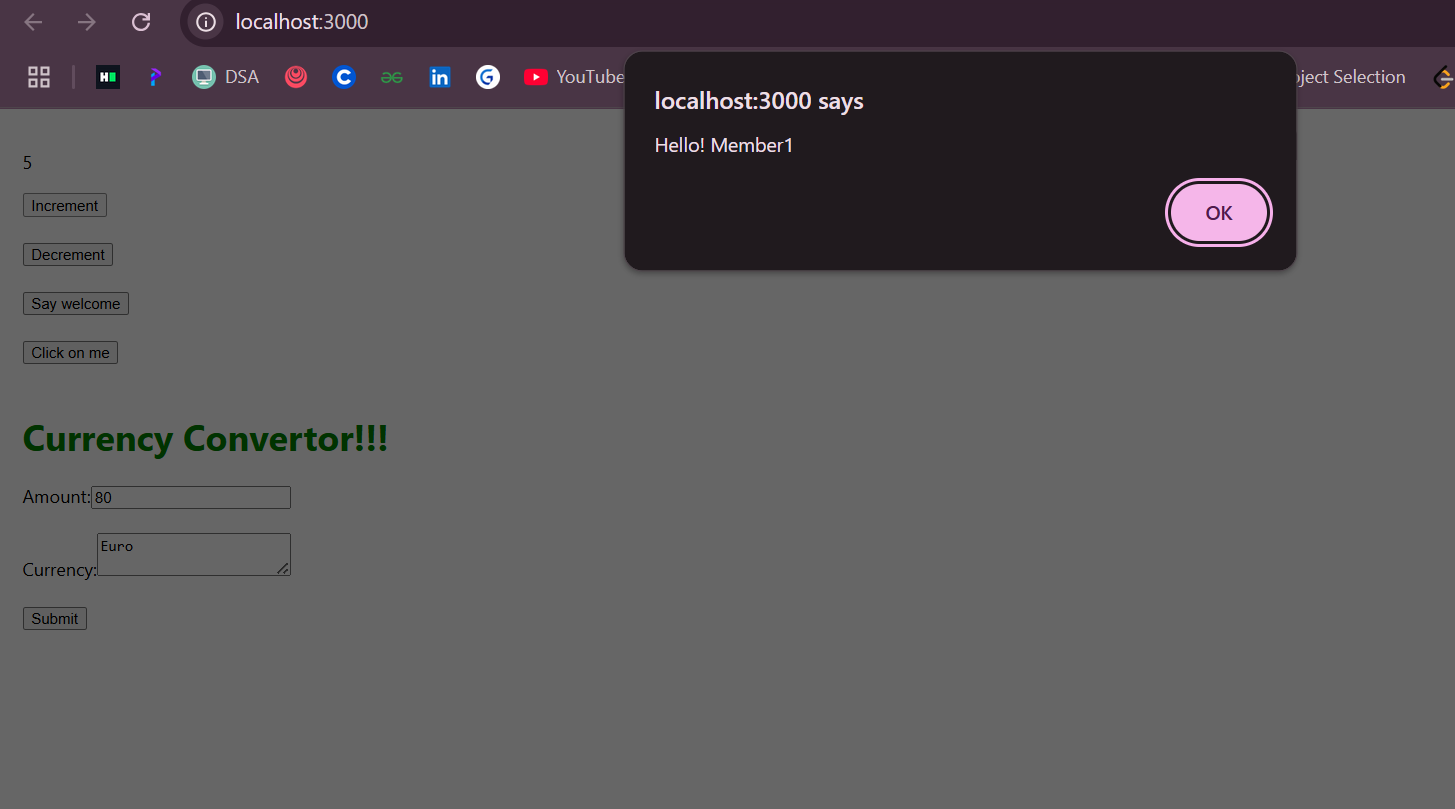 localhost:3000
DSA
YouTube
oject Selection
localhost:3000 says
Hello! Member1
OK
5
Increment
Decrement
Say welcome
Click on me
Currency Convertor!!!
Amount:80
Currency:Euro
Submit